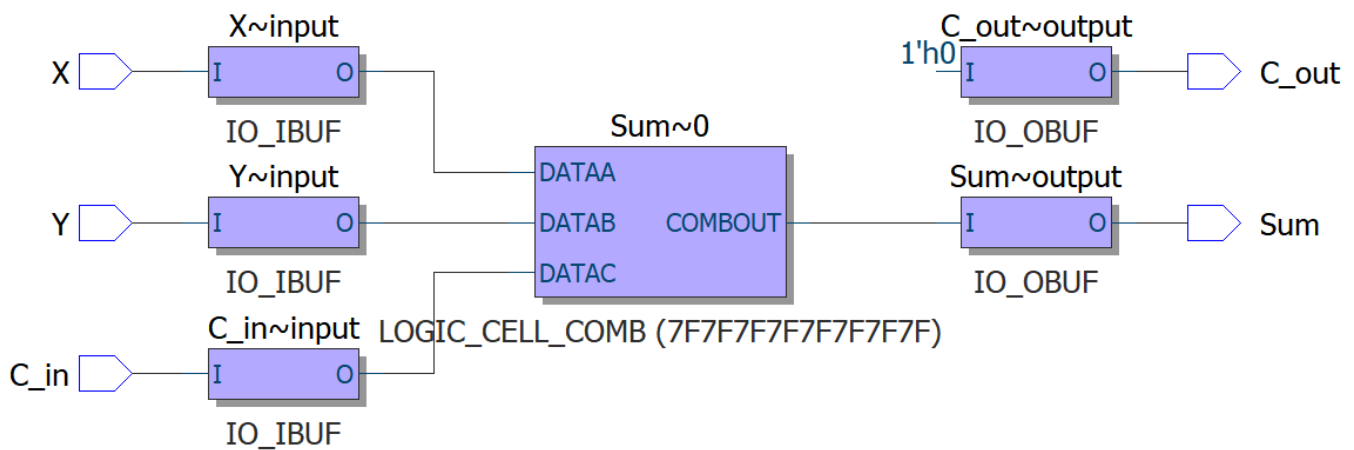 X~input
X
I
O
IO_IBUF
Y~input
Y
I
O
IO_IBUF
C_in~input
C_in
I
O
IO_IBUF
Sum~0
DATAA
DATAB
DATAC
COMBOUT
LOGIC_CELL_COMB (7F7F7F7F7F7F7F7F)
C_out~output
1'h0
I
O
C_out
IO_OBUF
Sum~output
I
O
Sum
IO_OBUF